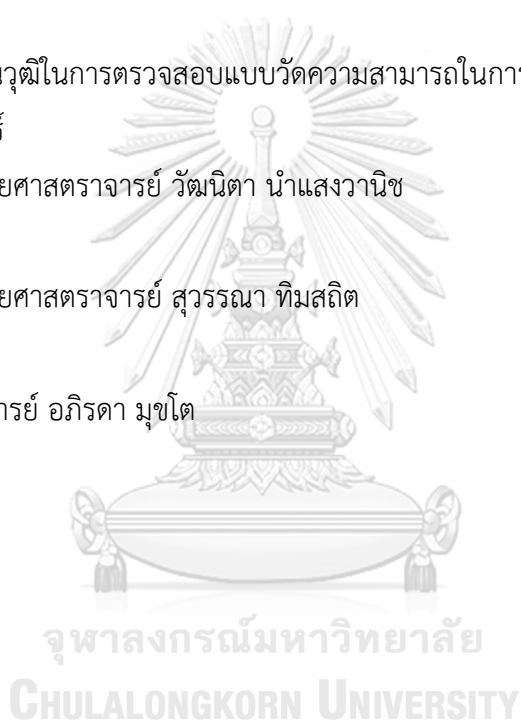 นวุฒิในการตรวจสอบแบบวัดความสามารถในการ
ยศาสตราจารย์ วัฒนิตา นำแสงวานิช
ยศาสตราจารย์ สุวรรณา ทิมสถิต
ารย์ อภิรดา มุขโต
จุฬาลงกรณ์มหาวิทยาลัย
CHULALONGKORN UNIVERSITY